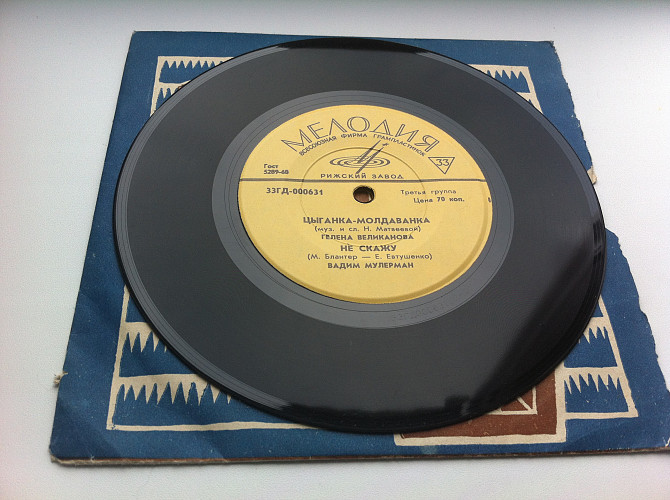 МЕЛОДИЯ
ВСЕСОЮЗНАЯ ФИРМА ГРАМПЛАСТИНОК
33
Гост
5289-68
РИЖСКИЙ ЗАВОД
33ГД-000631
Третья группа
Цена 70 коп.
ЦЫГАНКА-МОЛДАВАНКА
(муз. и сл. Н. Матвеевой)
ГЕЛЕНА ВЕЛИКАНОВА
НЕ СКАЖУ
(М. Блантер — Е. Евтушенко)
ВАДИМ МУЛЕРМАН